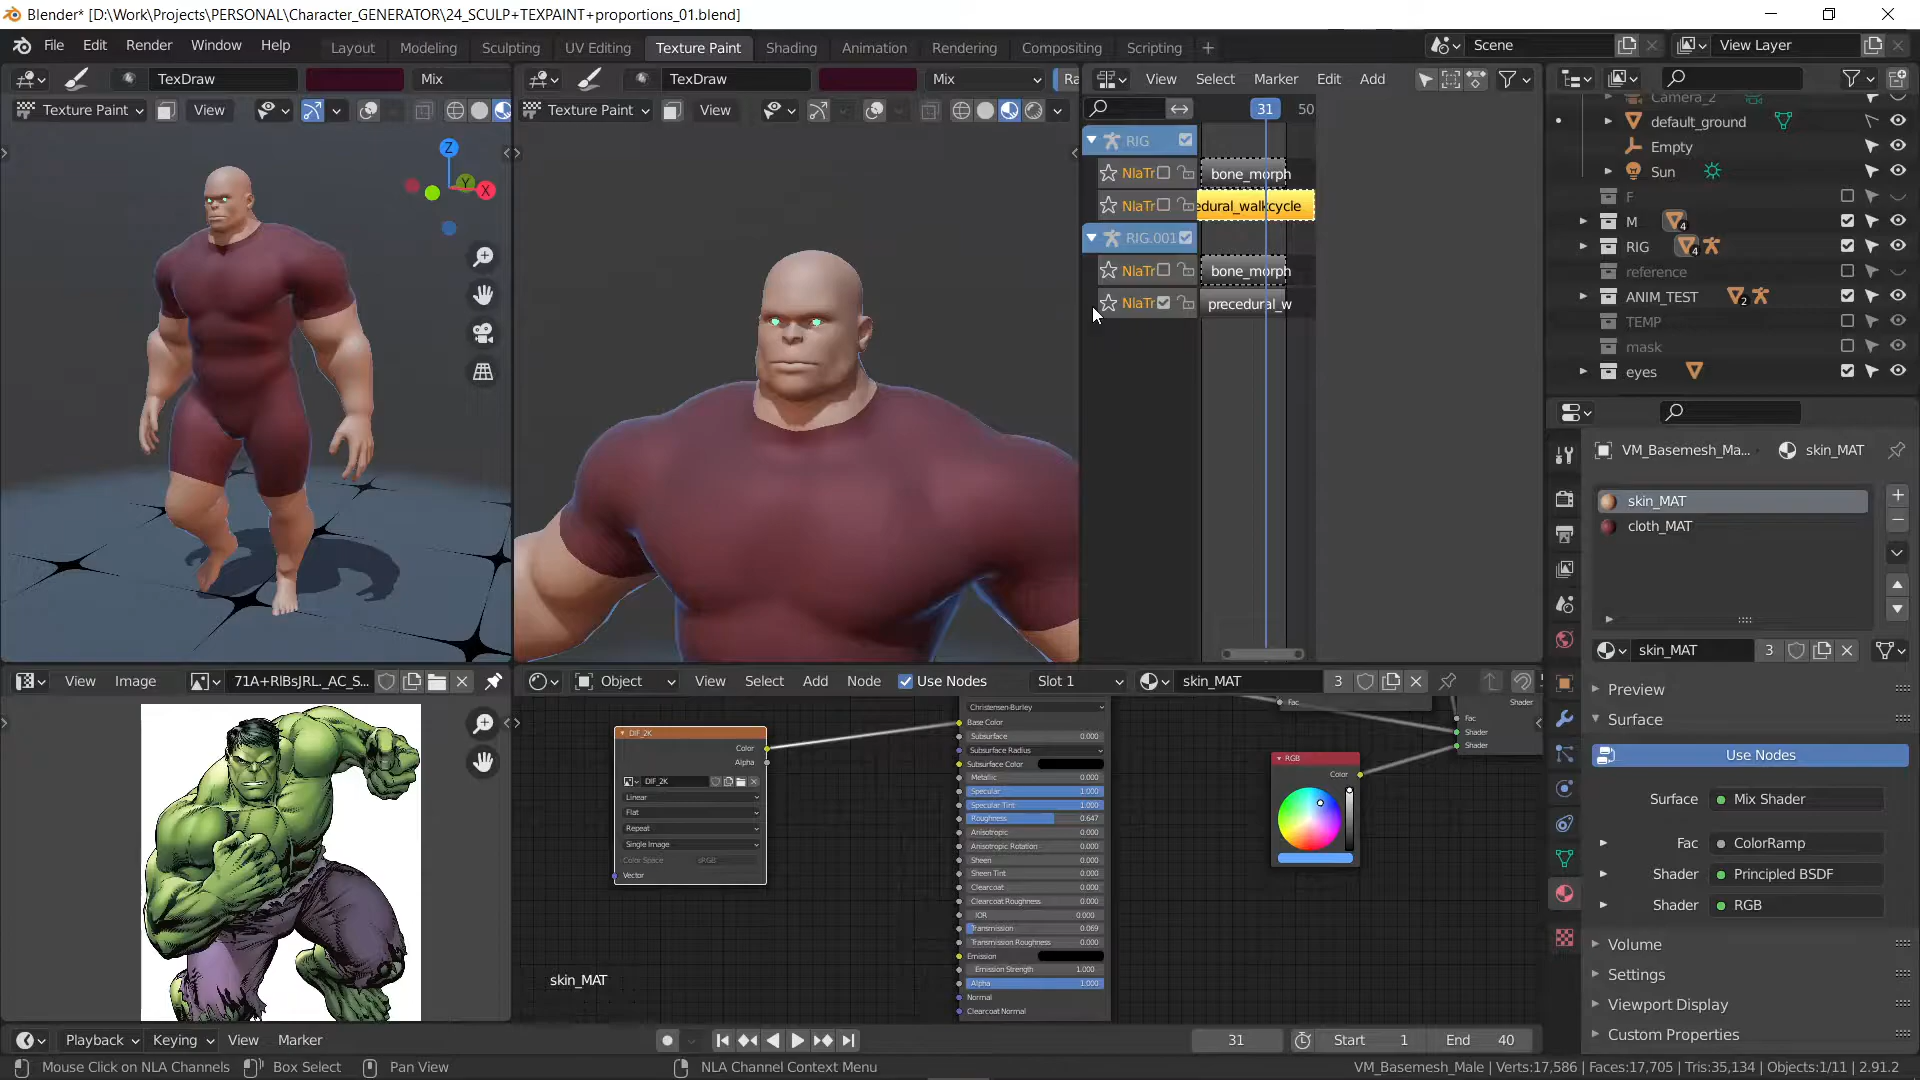 Blender* [D:\Work\Projects\PERSONAL\Character_GENERATOR\24_SCULP+TEXPAINT+proportions_01.blend]
File Edit Render Window Help Layout Modeling Sculpting UV Editing Texture Paint Shading Animation Rendering Compositing Scripting + Scene View Layer
TexDraw Mix TexDraw Mix Ra View Select Marker Edit Add
Texture Paint View Texture Paint View 31 50
Camera_2
default_ground
Empty
Sun
F
M 4
RIG 4
reference
ANIM_TEST 2
TEMP
mask
eyes
RIG
NlaTr bone_morph
NlaTr edural_walkcycle
RIG.001
NlaTr bone_morph
NlaTr precedural_w
Z
Y
X
VM_Basemesh_Ma... skin_MAT
skin_MAT
cloth_MAT
skin_MAT 3
Preview
Surface
Use Nodes
Surface Mix Shader
Fac ColorRamp
Shader Principled BSDF
Shader RGB
Volume
Settings
Viewport Display
Custom Properties
View Image 71A+RlBsJRL._AC_S... Object View Select Add Node Use Nodes Slot 1 skin_MAT 3
DIF_2K
Color
Alpha
DIF_2K
Linear
Flat
Repeat
Single Image
Color Space sRGB
Vector
Christensen-Burley
Base Color
Subsurface 0.000
Subsurface Radius
Subsurface Color
Metallic 0.000
Specular 1.000
Specular Tint 1.000
Roughness 0.647
Anisotropic 0.000
Anisotropic Rotation 0.000
Sheen 0.000
Sheen Tint 0.000
Clearcoat 0.000
Clearcoat Roughness 0.000
IOR 0.000
Transmission 0.069
Transmission Roughness 0.000
Emission
Emission Strength 1.000
Alpha 1.000
Normal
Clearcoat Normal
Fac
Shader
Fac
Shader
Shader
RGB
Color
skin_MAT
Playback Keying View Marker 31 Start 1 End 40
Mouse Click on NLA Channels Box Select Pan View NLA Channel Context Menu VM_Basemesh_Male | Verts:17,586 | Faces:17,705 | Tris:35,134 | Objects:1/11 | 2.91.2